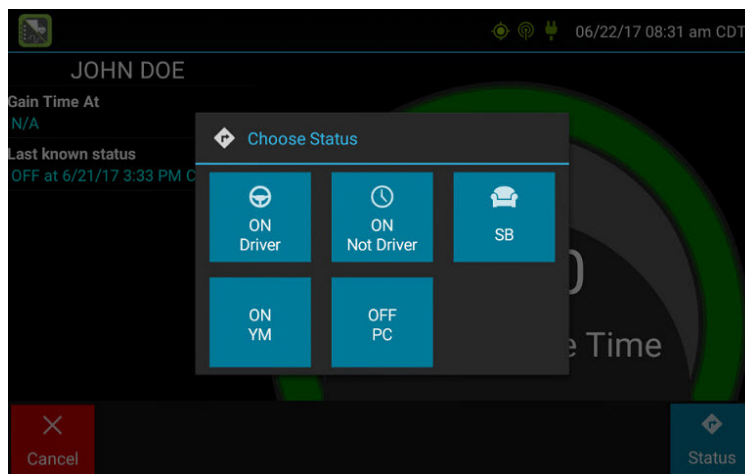 06/22/17 08:31 am CDT
JOHN DOE
Gain Time At
N/A
Last known status
OFF at 6/21/17 3:33 PM C
Choose Status
ON
Driver
ON
Not Driver
SB
ON
YM
OFF
PC
0
e Time
Cancel
Status